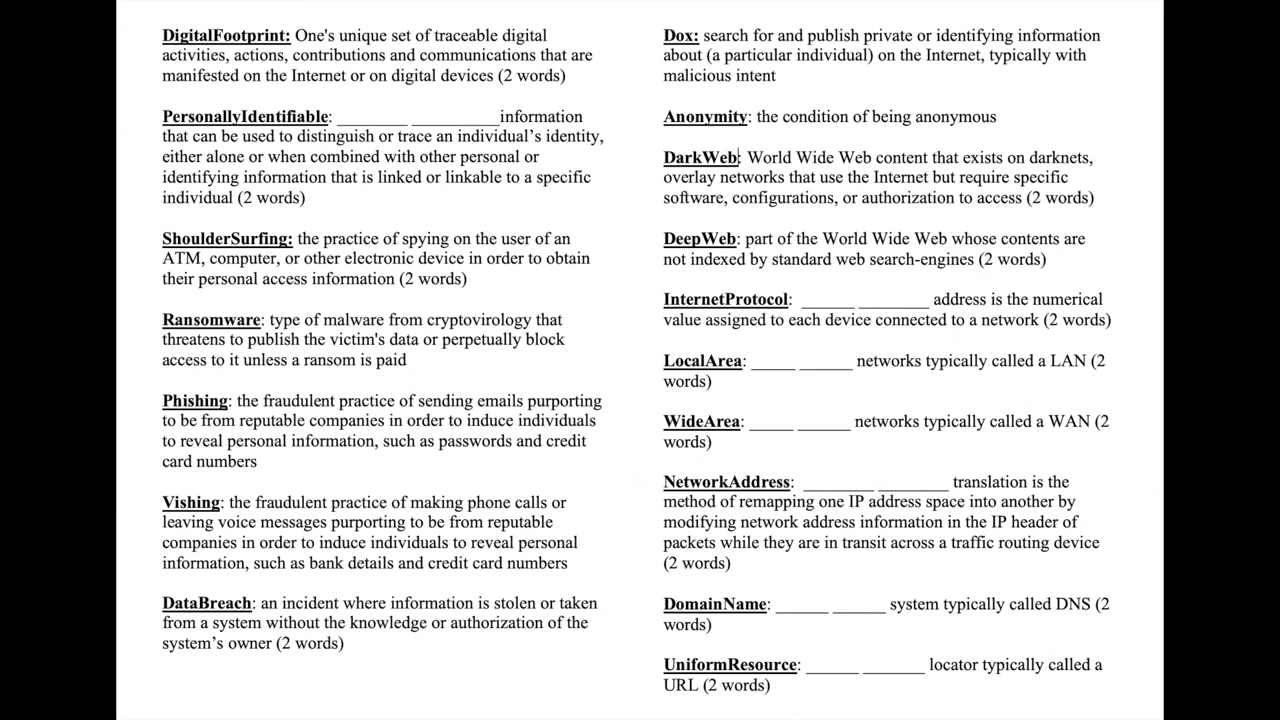 DigitalFootprint: One's unique set of traceable digital
activities, actions, contributions and communications that are
manifested on the Internet or on digital devices (2 words)
PersonallyIdentifiable: ________ __________information
that can be used to distinguish or trace an individual’s identity,
either alone or when combined with other personal or
identifying information that is linked or linkable to a specific
individual (2 words)
ShoulderSurfing: the practice of spying on the user of an
ATM, computer, or other electronic device in order to obtain
their personal access information (2 words)
Ransomware: type of malware from cryptovirology that
threatens to publish the victim's data or perpetually block
access to it unless a ransom is paid
Phishing: the fraudulent practice of sending emails purporting
to be from reputable companies in order to induce individuals
to reveal personal information, such as passwords and credit
card numbers
Vishing: the fraudulent practice of making phone calls or
leaving voice messages purporting to be from reputable
companies in order to induce individuals to reveal personal
information, such as bank details and credit card numbers
DataBreach: an incident where information is stolen or taken
from a system without the knowledge or authorization of the
system’s owner (2 words)
Dox: search for and publish private or identifying information
about (a particular individual) on the Internet, typically with
malicious intent
Anonymity: the condition of being anonymous
DarkWeb: World Wide Web content that exists on darknets,
overlay networks that use the Internet but require specific
software, configurations, or authorization to access (2 words)
DeepWeb: part of the World Wide Web whose contents are
not indexed by standard web search-engines (2 words)
InternetProtocol: ______ ________ address is the numerical
value assigned to each device connected to a network (2 words)
LocalArea: _____ ______ networks typically called a LAN (2
words)
WideArea: _____ ______ networks typically called a WAN (2
words)
NetworkAddress: ________ ________ translation is the
method of remapping one IP address space into another by
modifying network address information in the IP header of
packets while they are in transit across a traffic routing device
(2 words)
DomainName: ______ ______ system typically called DNS (2
words)
UniformResource: ______ _______ locator typically called a
URL (2 words)